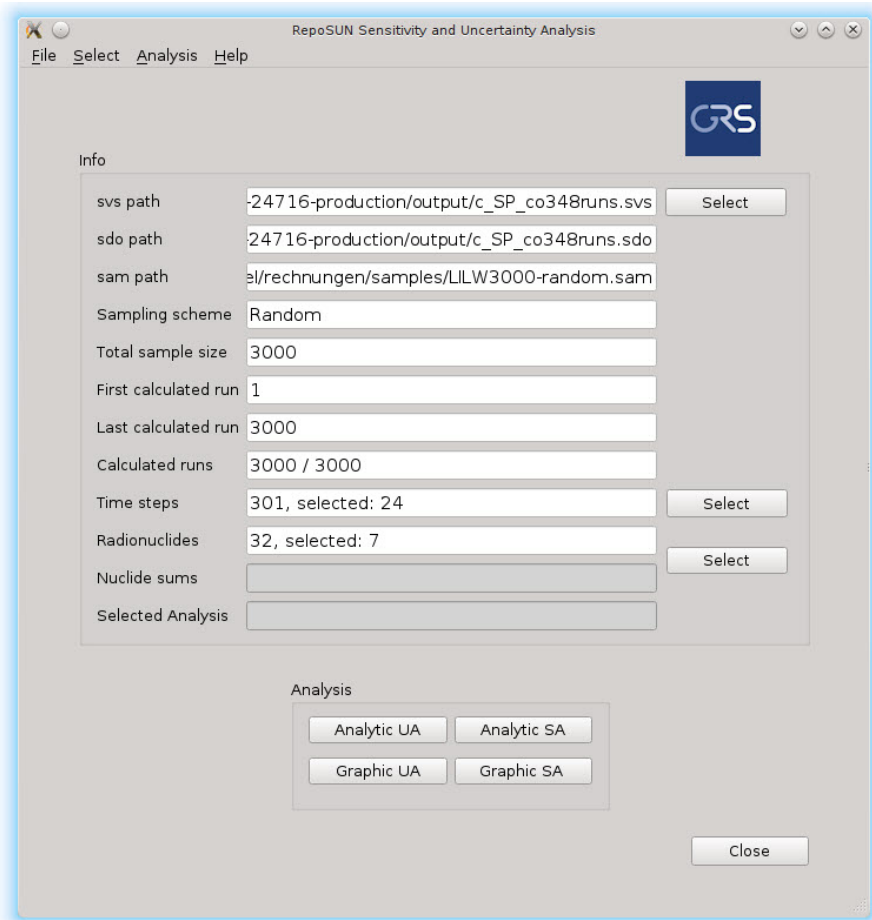 RepoSUN Sensitivity and Uncertainty Analysis
File Select Analysis Help
GRS
Info
svs path -24716-production/output/c_SP_co348runs.svs Select
sdo path -24716-production/output/c_SP_co348runs.sdo
sam path el/rechnungen/samples/LILW3000-random.sam
Sampling scheme Random
Total sample size 3000
First calculated run 1
Last calculated run 3000
Calculated runs 3000 / 3000
Time steps 301, selected: 24 Select
Radionuclides 32, selected: 7
Select
Nuclide sums
Selected Analysis
Analysis
Analytic UA Analytic SA
Graphic UA Graphic SA
Close